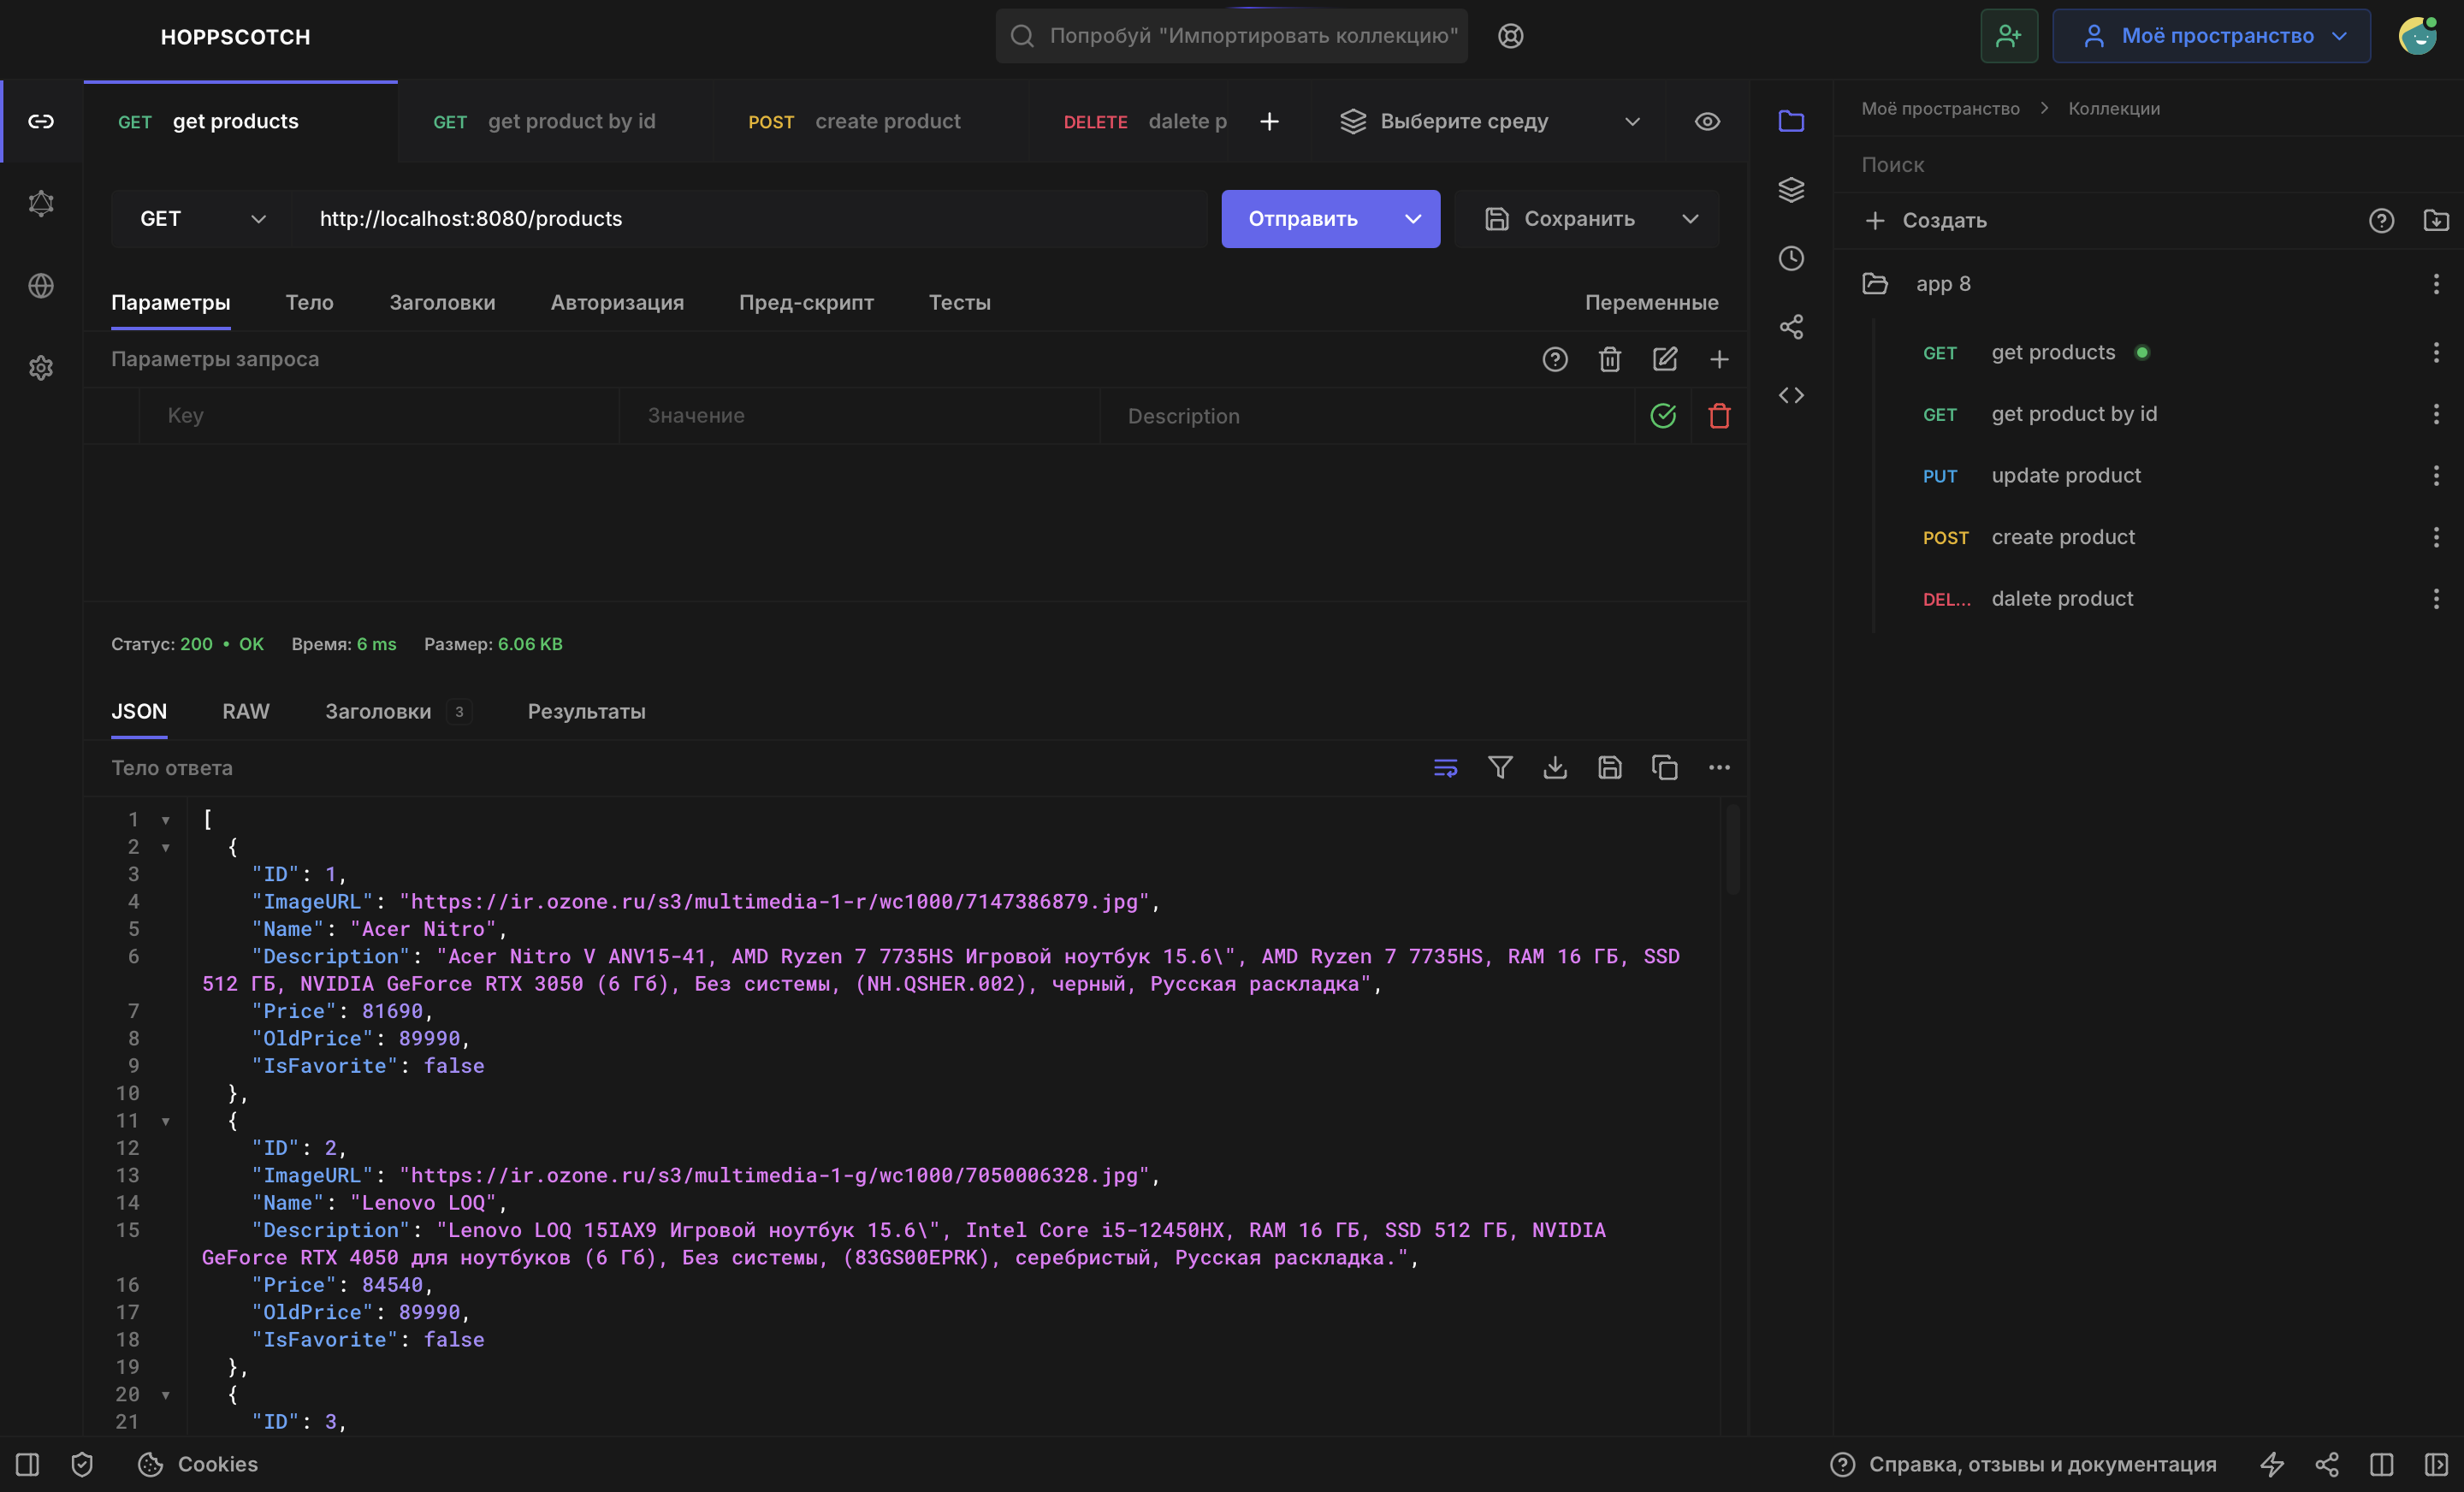 HOPPSCOTCH
Попробуй "Импортировать коллекцию"
Моё пространство
GET get products
GET get product by id
POST create product
DELETE dalete p
Выберите среду
GET
http://localhost:8080/products
Отправить
Сохранить
Параметры
Тело
Заголовки
Авторизация
Пред-скрипт
Тесты
Переменные
Параметры запроса
Key
Значение
Description
Статус: 200 • OK Время: 6 ms Размер: 6.06 KB
JSON
RAW
Заголовки 3
Результаты
Тело ответа
1 [
2 {
3 "ID": 1,
4 "ImageURL": "https://ir.ozone.ru/s3/multimedia-1-r/wc1000/7147386879.jpg",
5 "Name": "Acer Nitro",
6 "Description": "Acer Nitro V ANV15-41, AMD Ryzen 7 7735HS Игровой ноутбук 15.6\", AMD Ryzen 7 7735HS, RAM 16 ГБ, SSD
512 ГБ, NVIDIA GeForce RTX 3050 (6 Гб), Без системы, (NH.QSHER.002), черный, Русская раскладка",
7 "Price": 81690,
8 "OldPrice": 89990,
9 "IsFavorite": false
10 },
11 {
12 "ID": 2,
13 "ImageURL": "https://ir.ozone.ru/s3/multimedia-1-g/wc1000/7050006328.jpg",
14 "Name": "Lenovo LOQ",
15 "Description": "Lenovo LOQ 15IAX9 Игровой ноутбук 15.6\", Intel Core i5-12450HX, RAM 16 ГБ, SSD 512 ГБ, NVIDIA
GeForce RTX 4050 для ноутбуков (6 Гб), Без системы, (83GS00EPRK), серебристый, Русская раскладка.",
16 "Price": 84540,
17 "OldPrice": 89990,
18 "IsFavorite": false
19 },
20 {
21 "ID": 3,
Моё пространство > Коллекции
Поиск
+ Создать
app 8
GET get products
GET get product by id
PUT update product
POST create product
DEL... dalete product
Cookies
Справка, отзывы и документация